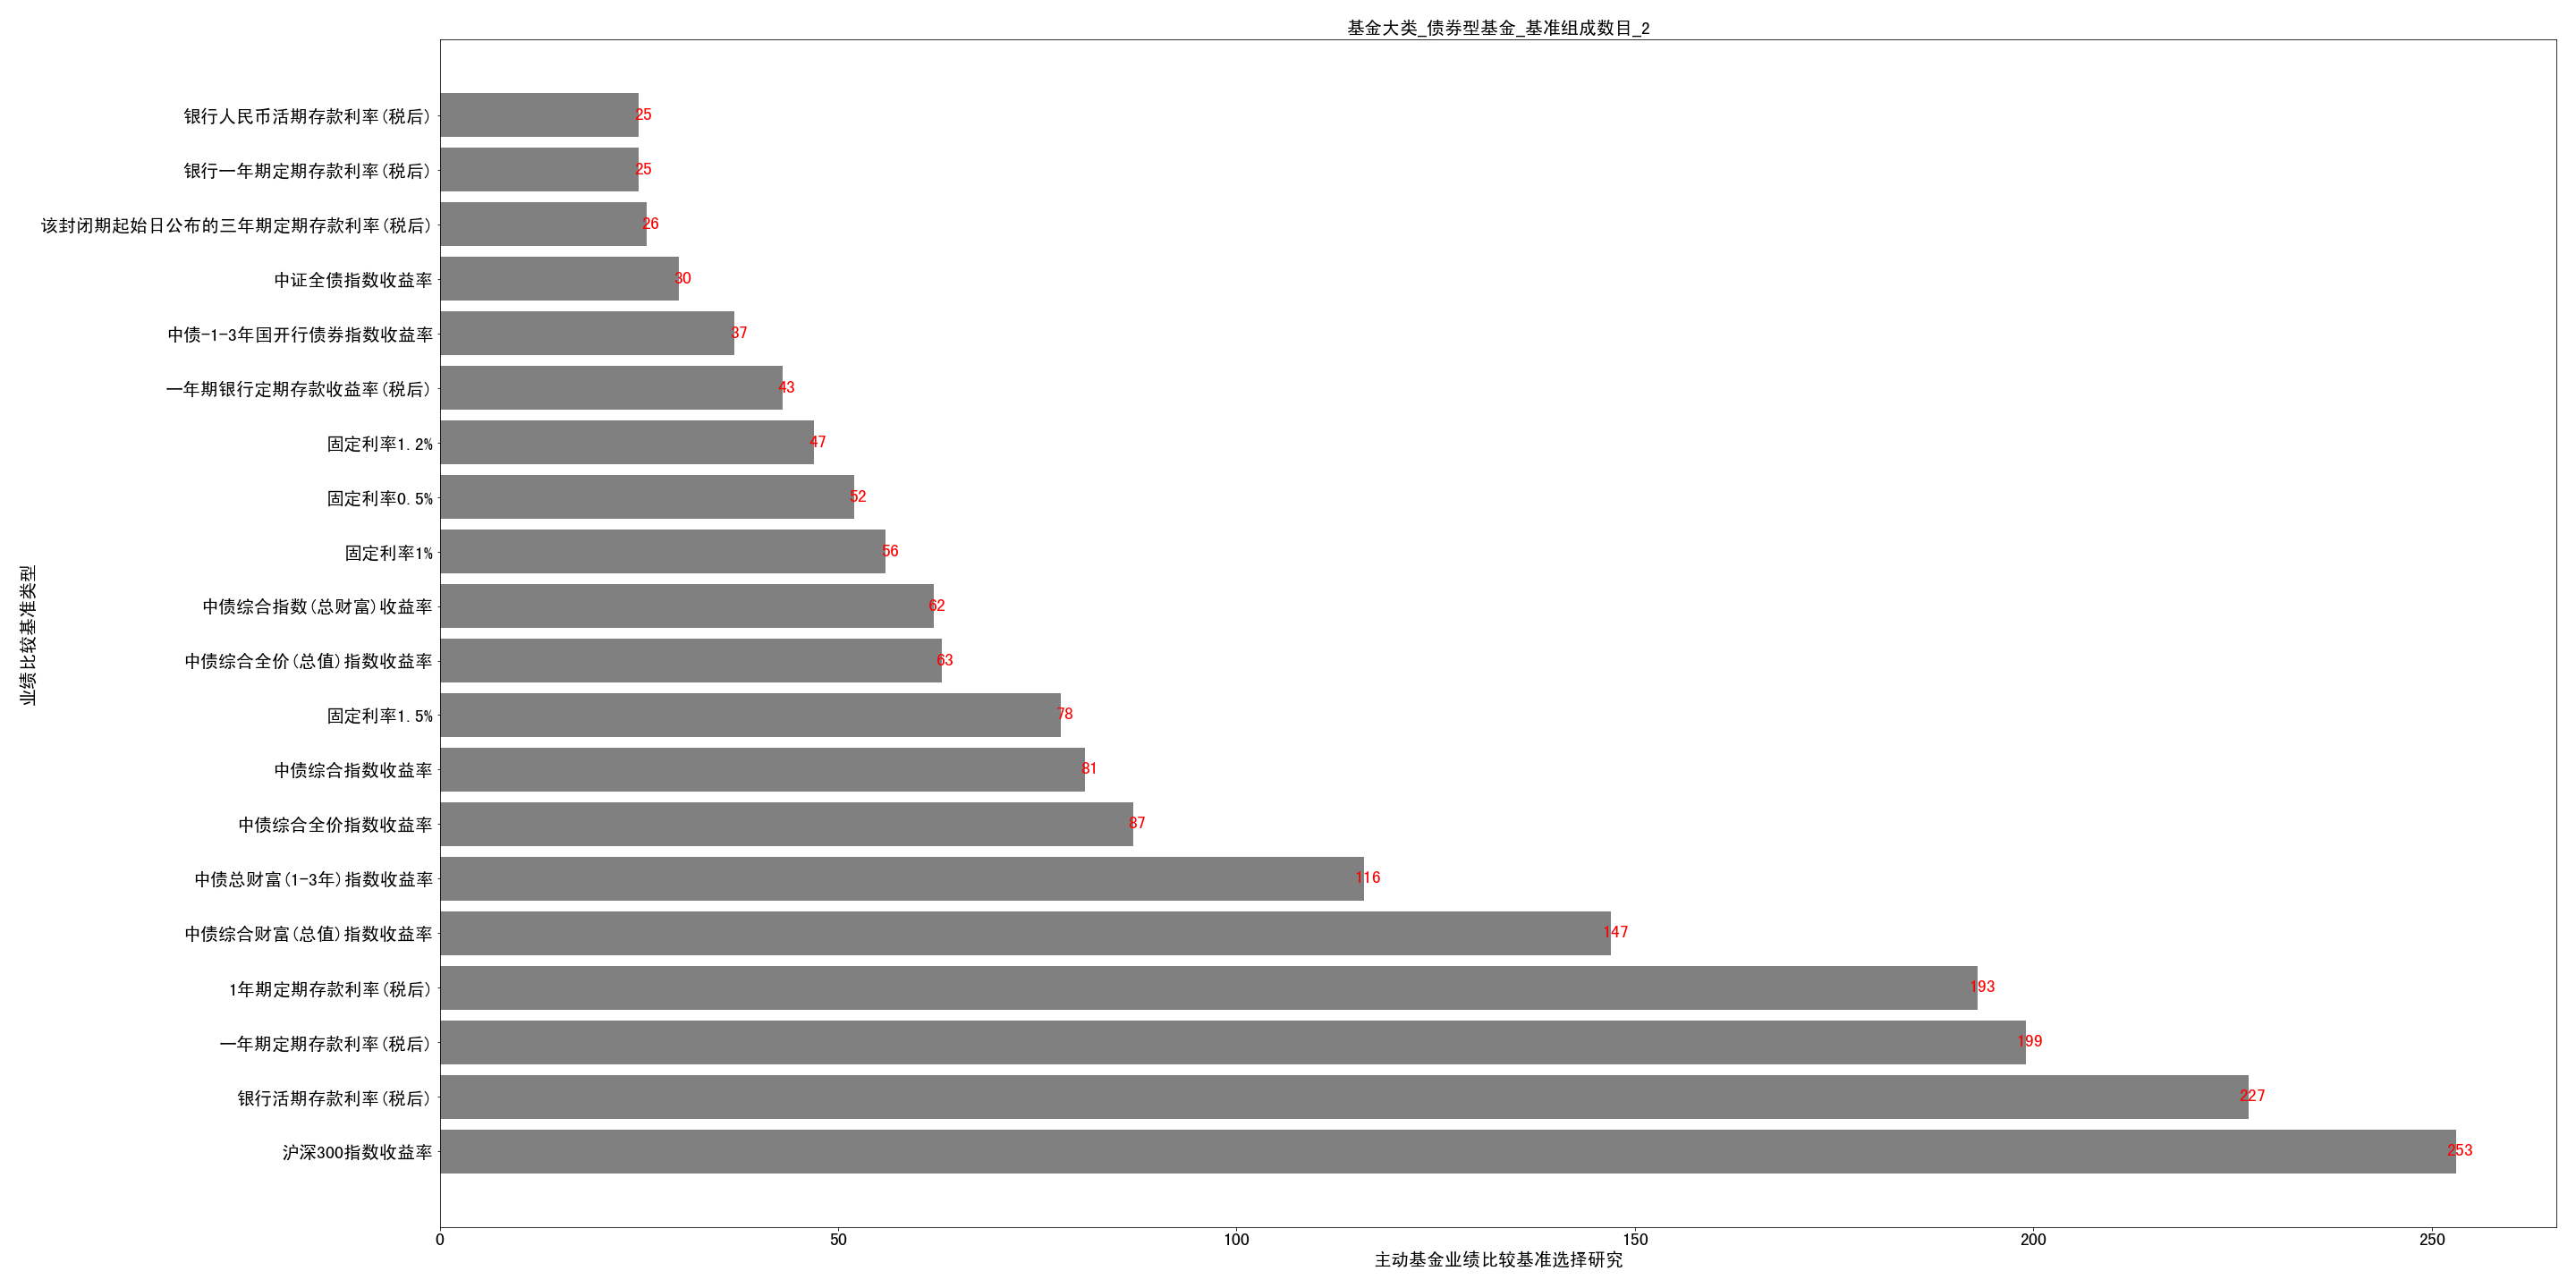 基金大类_债券型基金_基准组成数目_2
银行人民币活期存款利率(税后) 25
银行一年期定期存款利率(税后) 25
该封闭期起始日公布的三年期定期存款利率(税后) 26
中证全债指数收益率 30
中债-1-3年国开行债券指数收益率 37
一年期银行定期存款收益率(税后) 43
固定利率1.2% 47
固定利率0.5% 52
固定利率1% 56
中债综合指数(总财富)收益率 62
中债综合全价(总值)指数收益率 63
固定利率1.5% 78
中债综合指数收益率 81
中债综合全价指数收益率 87
中债总财富(1-3年)指数收益率 116
中债综合财富(总值)指数收益率 147
1年期定期存款利率(税后) 193
一年期定期存款利率(税后) 199
银行活期存款利率(税后) 227
沪深300指数收益率 253
业绩比较基准类型
0 50 100 150 200 250
主动基金业绩比较基准选择研究